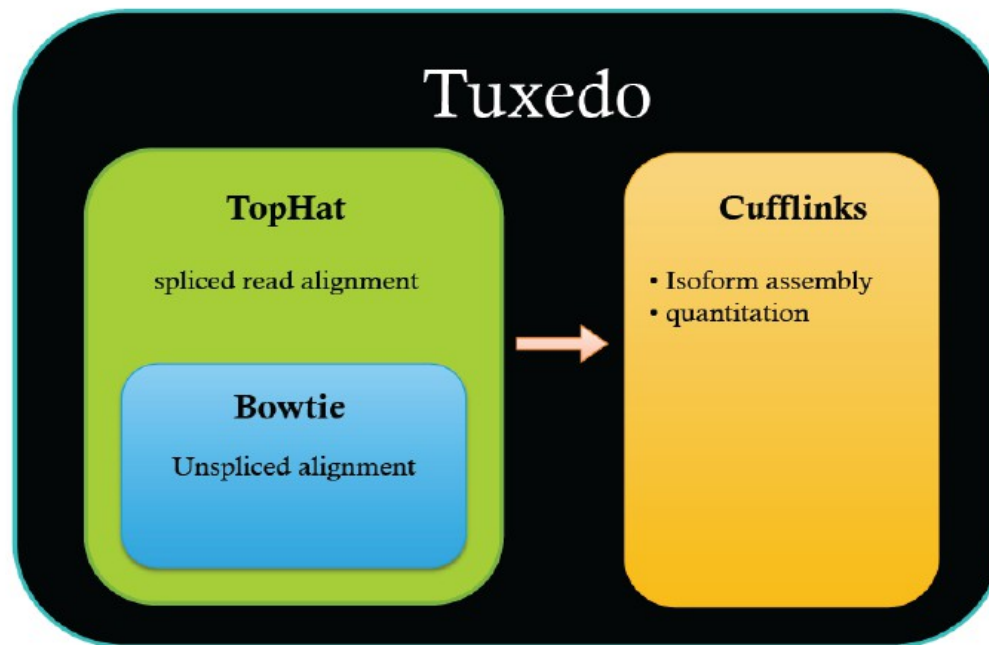 Tuxedo
TopHat
spliced read alignment
Bowtie
Unspliced alignment
Cufflinks
• Isoform assembly
• quantitation